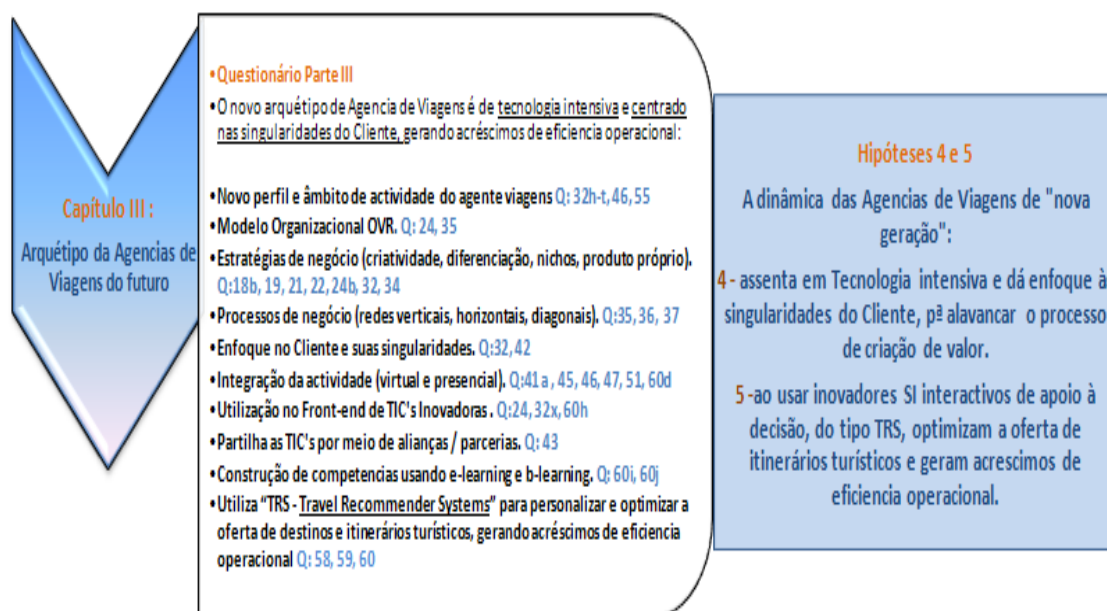 Capítulo III :
Arquétipo da Agencias de
Viagens do futuro
•Questionário Parte III
•O novo arquétipo de Agencia de Viagens é de tecnologia intensiva e centrado
nas singularidades do Cliente, gerando acréscimos de eficiencia operacional:
•Novo perfil e âmbito de actividade do agente viagens Q: 32h-t, 46, 55
•Modelo Organizacional OVR. Q: 24, 35
•Estratégias de negócio (criatividade, diferenciação, nichos, produto próprio).
Q:18b, 19, 21, 22, 24b, 32, 34
•Processos de negócio (redes verticais, horizontais, diagonais). Q:35, 36, 37
•Enfoque no Cliente e suas singularidades. Q:32, 42
•Integração da actividade (virtual e presencial). Q:41a , 45, 46, 47, 51, 60d
•Utilização no Front-end de TIC's Inovadoras . Q:24, 32x, 60h
•Partilha as TIC's por meio de alianças / parcerias. Q: 43
•Construção de competencias usando e-learning e b-learning. Q: 60i, 60j
•Utiliza “TRS - Travel Recommender Systems” para personalizar e optimizar a
oferta de destinos e itinerários turísticos, gerando acréscimos de eficiencia
operacional Q: 58, 59, 60
Hipóteses 4 e 5
A dinâmica das Agencias de Viagens de "nova
geração":
4 - assenta em Tecnologia intensiva e dá enfoque à
singularidades do Cliente, pª alavancar o processo
de criação de valor.
5 -ao usar inovadores SI interactivos de apoio à
decisão, do tipo TRS, optimizam a oferta de
itinerários turísticos e geram acrescimos de
eficiencia operacional.